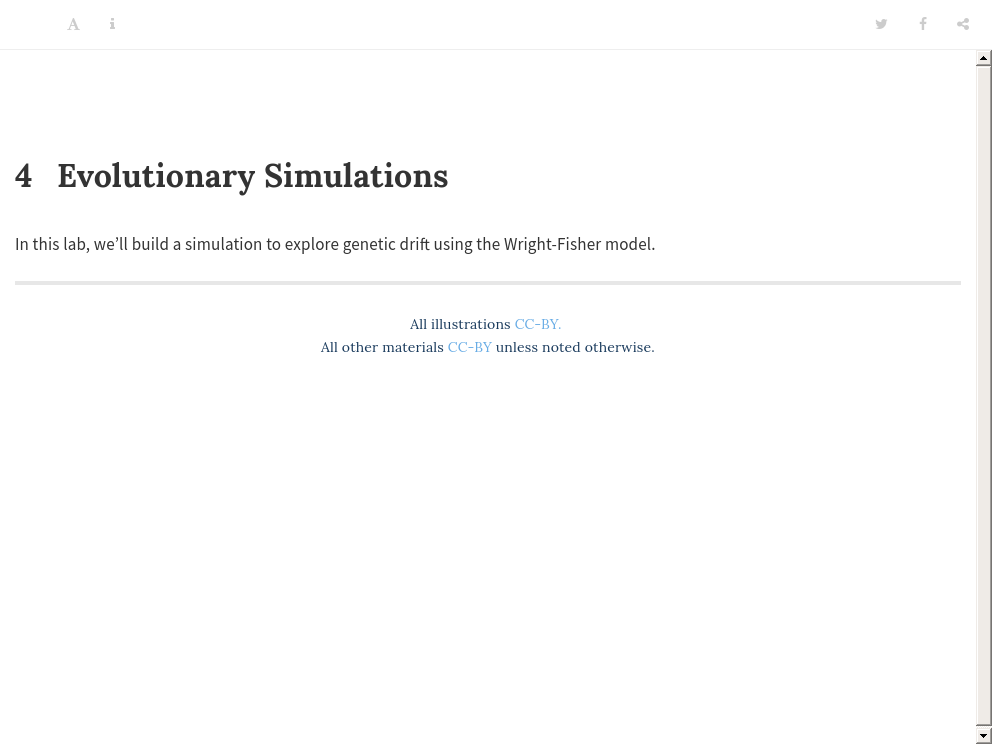 4 Evolutionary Simulations
In this lab, we’ll build a simulation to explore genetic drift using the Wright-Fisher model.
All illustrations CC-BY.
All other materials CC-BY unless noted otherwise.